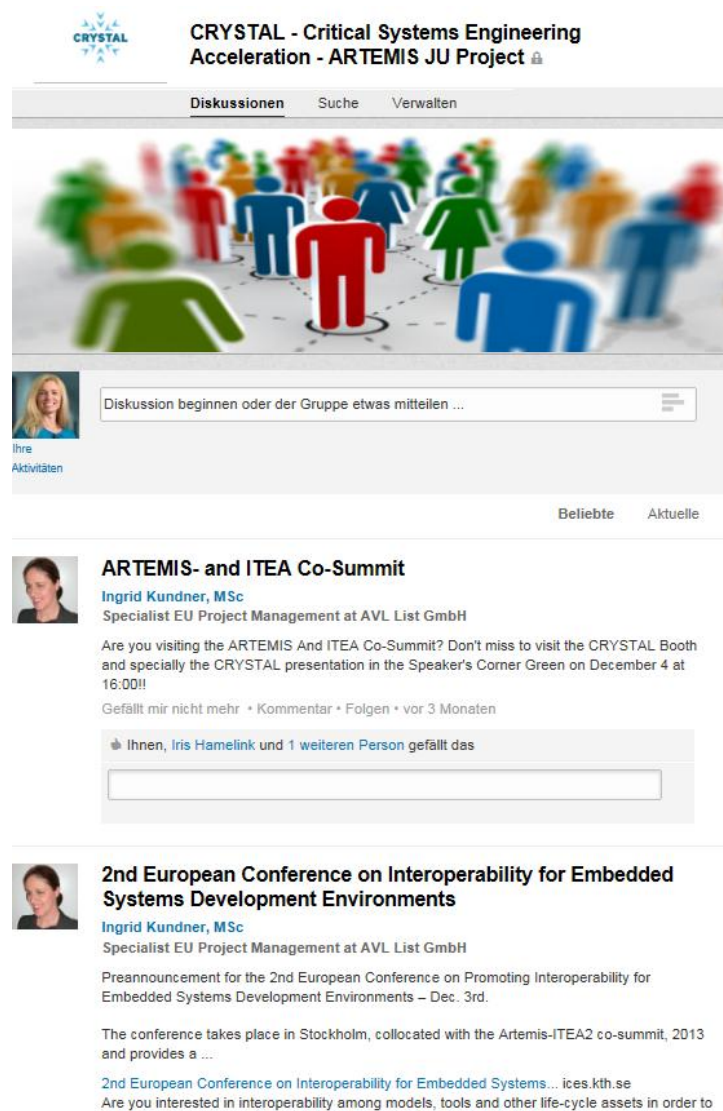 CRYSTAL
CRYSTAL - Critical Systems Engineering
Acceleration - ARTEMIS JU Project
Diskussionen Suche Verwalten
Diskussion beginnen oder der Gruppe etwas mitteilen ...
Ihre
Aktivitäten
Beliebte Aktuelle
ARTEMIS- and ITEA Co-Summit
Ingrid Kundner, MSc
Specialist EU Project Management at AVL List GmbH
Are you visiting the ARTEMIS And ITEA Co-Summit? Don't miss to visit the CRYSTAL Booth
and specially the CRYSTAL presentation in the Speaker's Corner Green on December 4 at
16:00!!
Gefällt mir nicht mehr • Kommentar • Folgen • vor 3 Monaten
Ihnen, Iris Hamelink und 1 weiteren Person gefällt das
2nd European Conference on Interoperability for Embedded
Systems Development Environments
Ingrid Kundner, MSc
Specialist EU Project Management at AVL List GmbH
Preannouncement for the 2nd European Conference on Promoting Interoperability for
Embedded Systems Development Environments – Dec. 3rd.
The conference takes place in Stockholm, collocated with the Artemis-ITEA2 co-summit, 2013
and provides a ...
2nd European Conference on Interoperability for Embedded Systems... ices.kth.se
Are you interested in interoperability among models, tools and other life-cycle assets in order to